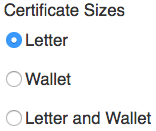 Certificate Sizes
Letter
Wallet
Letter and Wallet